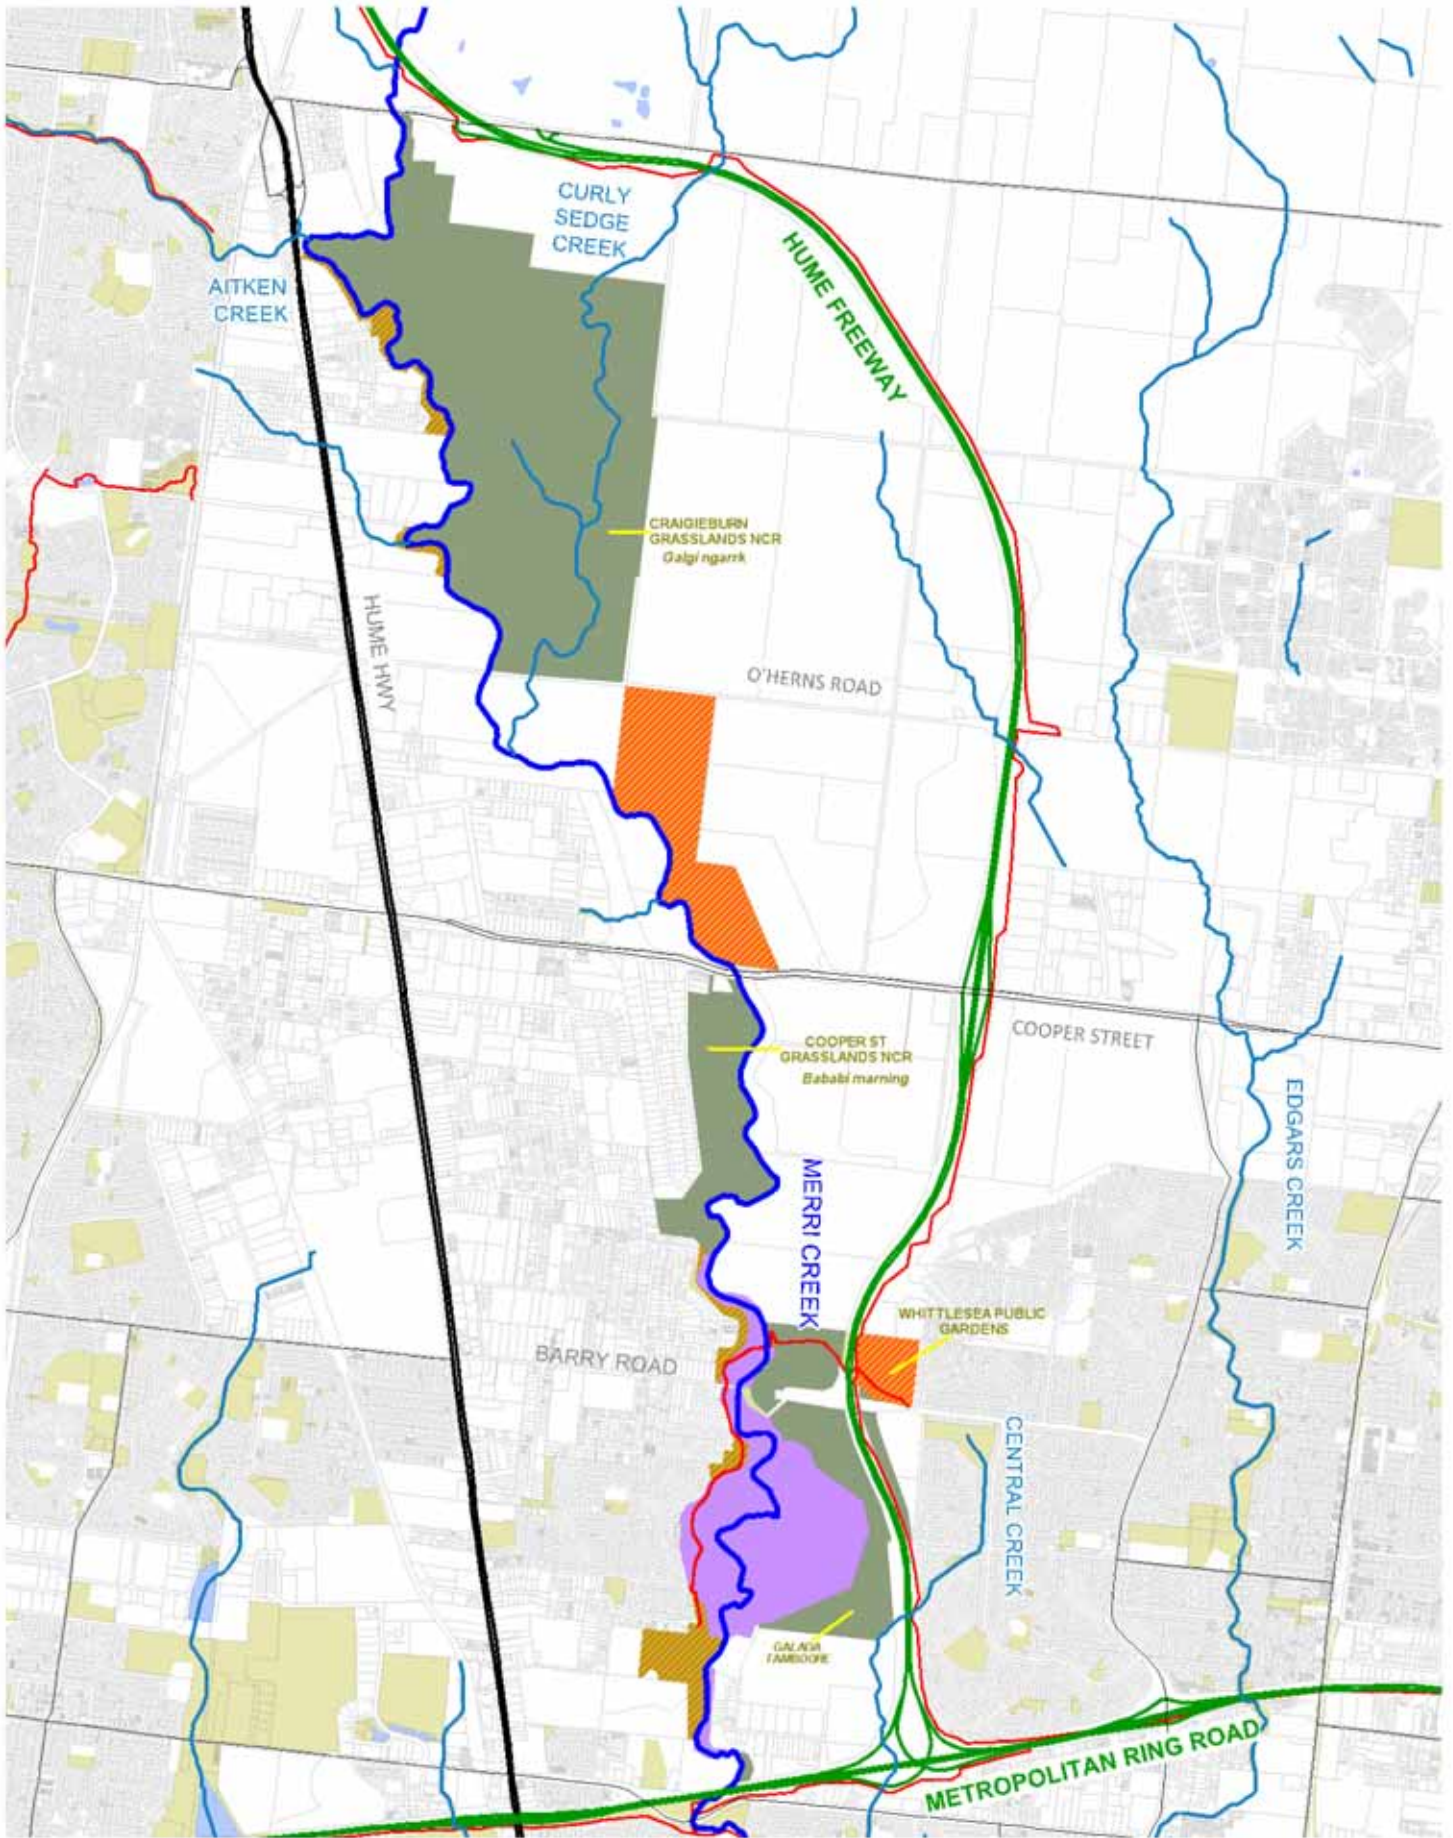 CURLY
SEDGE
CREEK
HUME FREEWAY
AITKEN
CREEK
CRAIGIEBURN
GRASSLANDS NCR
Galgi ngarrk
HUME HWY
O'HERNS ROAD
COOPER STREET
COOPER ST
GRASSLANDS NCR
Bababi marning
EDGARS CREEK
MERRI CREEK
WHITTLESEA PUBLIC
GARDENS
BARRY ROAD
CENTRAL CREEK
GALADA
TAMBOORE
METROPOLITAN RING ROAD